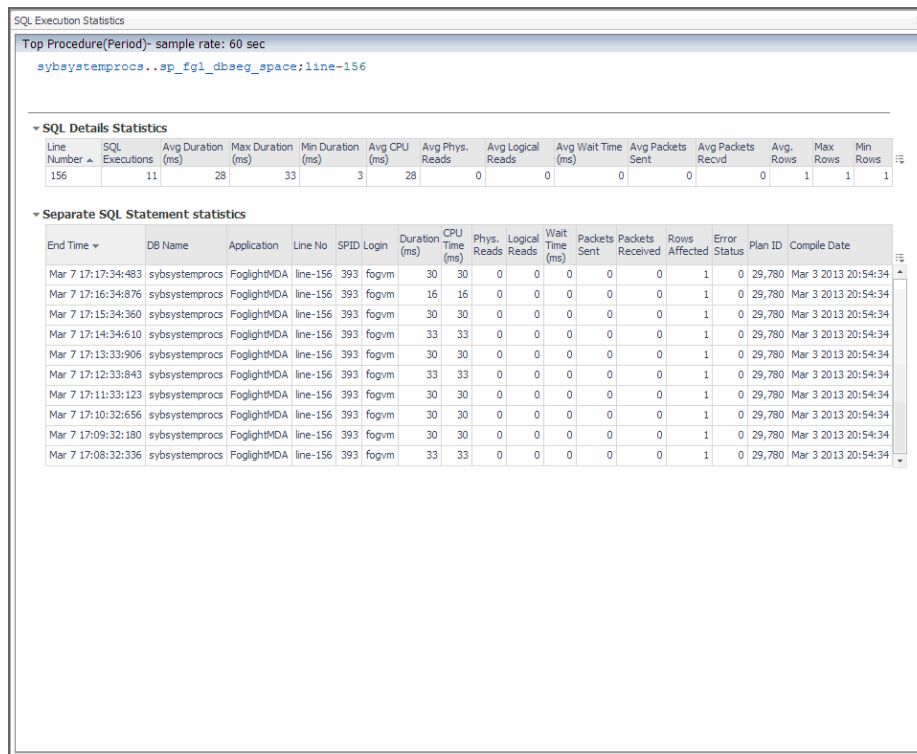 SQL Execution Statistics
Top Procedure(Period)- sample rate: 60 sec
sybsystemprocs..sp_fgl_dbseg_space;line-156
SQL Details Statistics
Line Number SQL Executions Avg Duration (ms) Max Duration (ms) Min Duration (ms) Avg CPU (ms) Avg Phys. Reads Avg Logical Reads Avg Wait Time (ms) Avg Packets Sent Avg Packets Recvd Avg. Rows Max Rows Min Rows
156 11 28 33 3 28 0 0 0 0 0 1 1 1
Separate SQL Statement statistics
End Time DB Name Application Line No SPID Login Duration (ms) CPU Time (ms) Phys. Reads Logical Reads Wait Time (ms) Packets Sent Packets Received Rows Affected Error Status Plan ID Compile Date
Mar 7 17:17:34:483 sybsystemprocs FoglightMDA line-156 393 fogvm 30 30 0 0 0 0 0 1 0 29,780 Mar 3 2013 20:54:34
Mar 7 17:16:34:876 sybsystemprocs FoglightMDA line-156 393 fogvm 16 16 0 0 0 0 0 1 0 29,780 Mar 3 2013 20:54:34
Mar 7 17:15:34:360 sybsystemprocs FoglightMDA line-156 393 fogvm 30 30 0 0 0 0 0 1 0 29,780 Mar 3 2013 20:54:34
Mar 7 17:14:34:610 sybsystemprocs FoglightMDA line-156 393 fogvm 33 33 0 0 0 0 0 1 0 29,780 Mar 3 2013 20:54:34
Mar 7 17:13:33:906 sybsystemprocs FoglightMDA line-156 393 fogvm 30 30 0 0 0 0 0 1 0 29,780 Mar 3 2013 20:54:34
Mar 7 17:12:33:843 sybsystemprocs FoglightMDA line-156 393 fogvm 33 33 0 0 0 0 0 1 0 29,780 Mar 3 2013 20:54:34
Mar 7 17:11:33:123 sybsystemprocs FoglightMDA line-156 393 fogvm 30 30 0 0 0 0 0 1 0 29,780 Mar 3 2013 20:54:34
Mar 7 17:10:32:656 sybsystemprocs FoglightMDA line-156 393 fogvm 30 30 0 0 0 0 0 1 0 29,780 Mar 3 2013 20:54:34
Mar 7 17:09:32:180 sybsystemprocs FoglightMDA line-156 393 fogvm 30 30 0 0 0 0 0 1 0 29,780 Mar 3 2013 20:54:34
Mar 7 17:08:32:336 sybsystemprocs FoglightMDA line-156 393 fogvm 33 33 0 0 0 0 0 1 0 29,780 Mar 3 2013 20:54:34